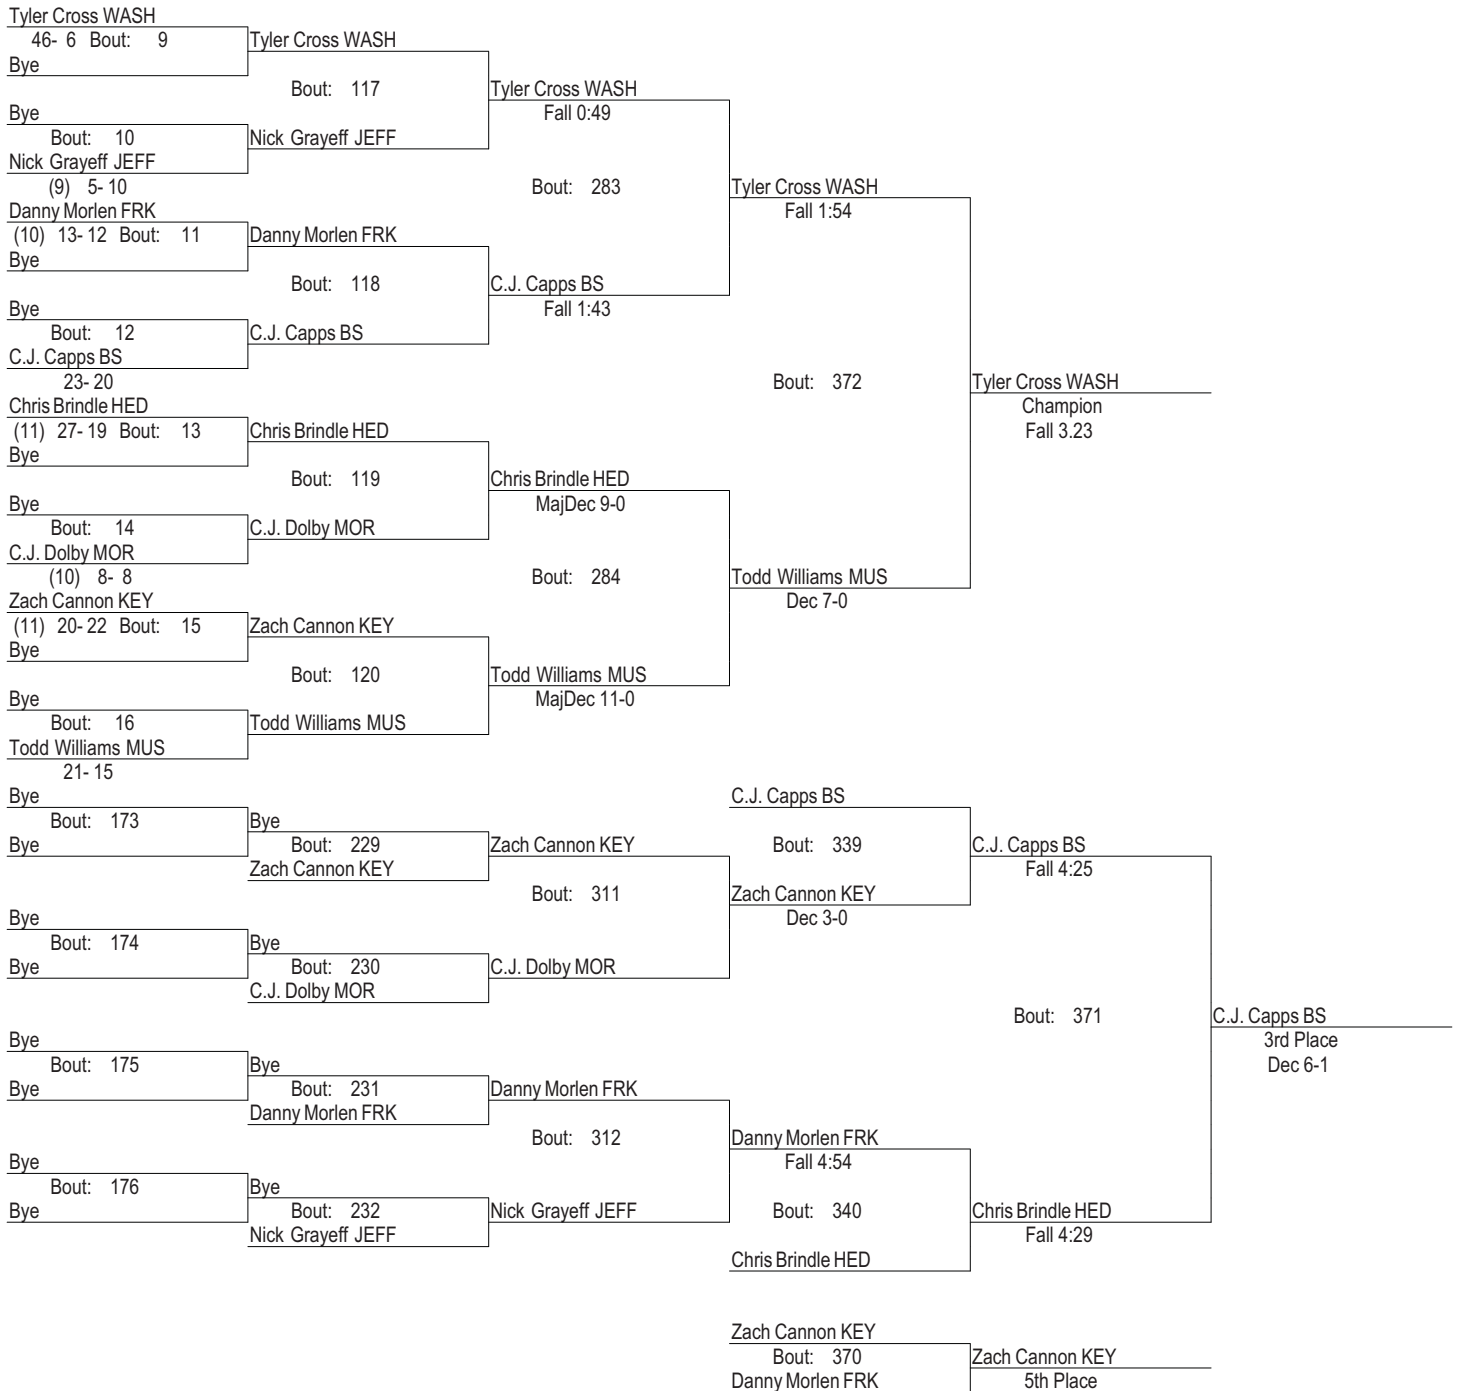 Tyler Cross WASH
46- 6 Bout: 9
Bye
Tyler Cross WASH
Bout: 117
Bye
Bout: 10
Nick Grayeff JEFF
(9) 5- 10
Nick Grayeff JEFF
Tyler Cross WASH
Fall 0:49
Bout: 283
Danny Morlen FRK
(10) 13- 12 Bout: 11
Bye
Danny Morlen FRK
Bout: 118
Bye
Bout: 12
C.J. Capps BS
23- 20
C.J. Capps BS
C.J. Capps BS
Fall 1:43
Tyler Cross WASH
Fall 1:54
Bout: 372
Chris Brindle HED
(11) 27- 19 Bout: 13
Bye
Chris Brindle HED
Bout: 119
Bye
Bout: 14
C.J. Dolby MOR
(10) 8- 8
C.J. Dolby MOR
Chris Brindle HED
MajDec 9-0
Bout: 284
Zach Cannon KEY
(11) 20- 22 Bout: 15
Bye
Zach Cannon KEY
Bout: 120
Bye
Bout: 16
Todd Williams MUS
21- 15
Todd Williams MUS
Todd Williams MUS
MajDec 11-0
Todd Williams MUS
Dec 7-0
Tyler Cross WASH
Champion
Fall 3.23
Bye
Bout: 173
Bye
Bye
Bout: 229
Zach Cannon KEY
Zach Cannon KEY
Bout: 311
Bye
Bout: 174
Bye
Bye
Bout: 230
C.J. Dolby MOR
C.J. Dolby MOR
C.J. Capps BS
Bout: 339
Zach Cannon KEY
Dec 3-0
C.J. Capps BS
Fall 4:25
Bout: 371
Bye
Bout: 175
Bye
Bye
Bout: 231
Danny Morlen FRK
Danny Morlen FRK
Bout: 312
Bye
Bout: 176
Bye
Bye
Bout: 232
Nick Grayeff JEFF
Nick Grayeff JEFF
Danny Morlen FRK
Fall 4:54
Bout: 340
Chris Brindle HED
Chris Brindle HED
Fall 4:29
C.J. Capps BS
3rd Place
Dec 6-1
Zach Cannon KEY
Bout: 370
Danny Morlen FRK
Zach Cannon KEY
5th Place